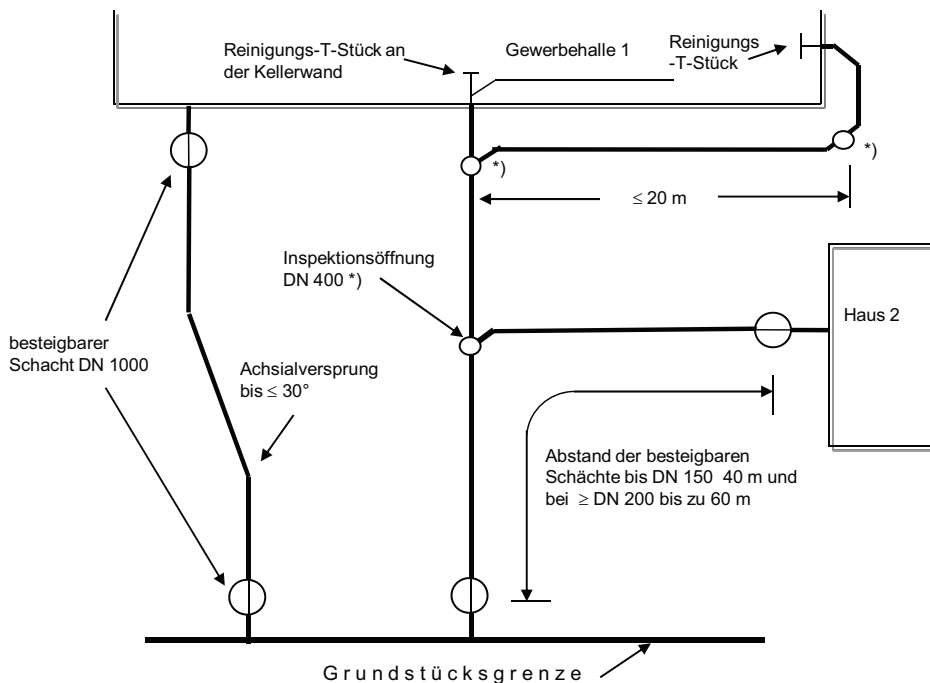 Reinigungs-T-Stück an
der Kellerwand
Gewerbehalle 1
Reinigungs
-T-Stück
*)
*)
≤ 20 m
Inspektionsöffnung
DN 400 *)
Haus 2
besteigbarer
Schacht DN 1000
Achsialversprung
bis ≤ 30°
Abstand der besteigbaren
Schächte bis DN 150 40 m und
bei ≥ DN 200 bis zu 60 m
Grundstücksgrenze